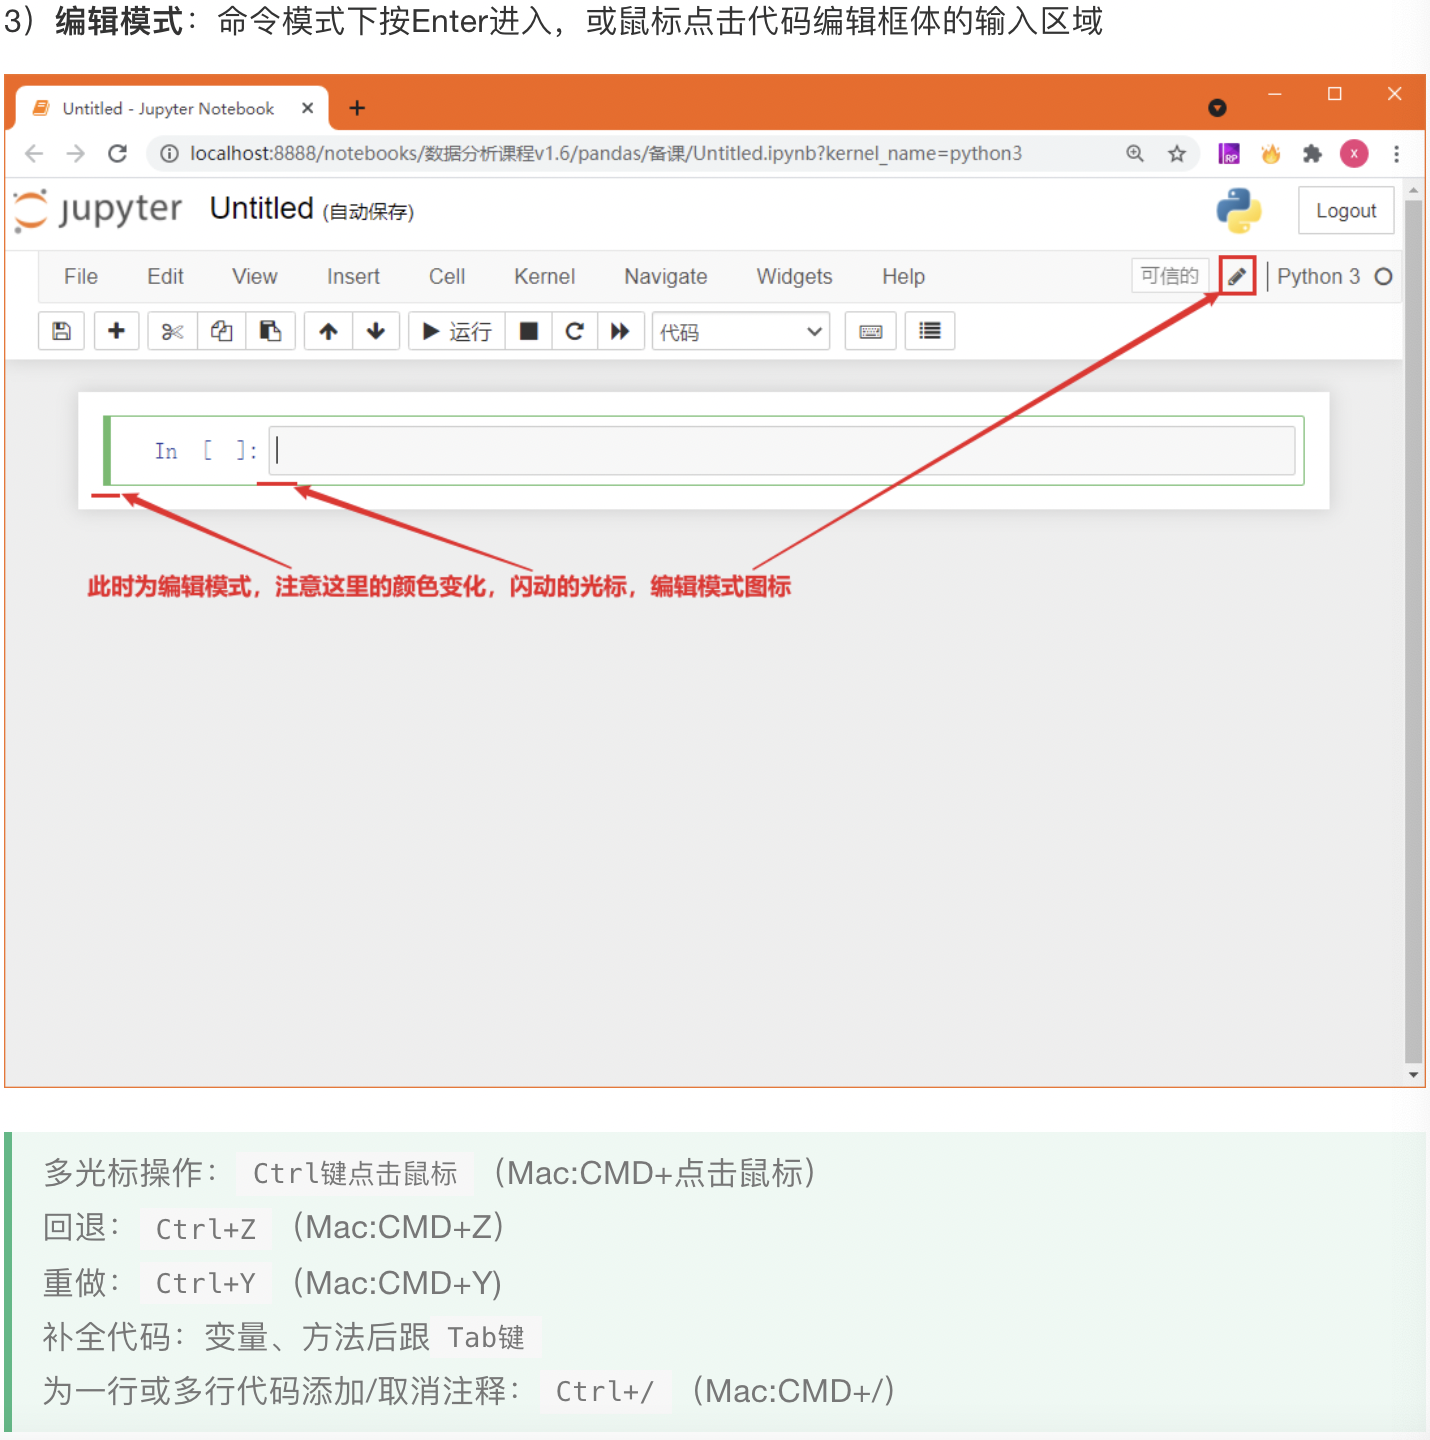 3）编辑模式：命令模式下按Enter进入，或鼠标点击代码编辑框体的输入区域
Untitled - Jupyter Notebook
localhost:8888/notebooks/数据分析课程v1.6/pandas/备课/Untitled.ipynb?kernel_name=python3
RP
X
jupyter Untitled (自动保存)
Logout
File Edit View Insert Cell Kernel Navigate Widgets Help 可信的 Python 3
运行 代码
In [ ]:
此时为编辑模式，注意这里的颜色变化，闪动的光标，编辑模式图标
多光标操作： Ctrl键点击鼠标 （Mac:CMD+点击鼠标）
回退： Ctrl+Z （Mac:CMD+Z）
重做： Ctrl+Y （Mac:CMD+Y)
补全代码：变量、方法后跟 Tab键
为一行或多行代码添加/取消注释： Ctrl+/ （Mac:CMD+/）